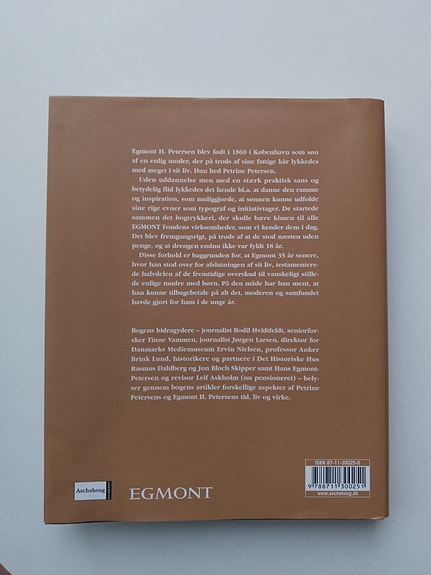 Egmont H. Petersen blev født i 1860 i København som søn
af en enlig moder, der på trods af sine fattige kår lykkedes
med meget i sit liv. Hun hed Petrine Petersen.
Uden uddannelse men med en stærk praktisk sans og
betydelig flid lykkedes det hende bl.a. at danne den ramme
og inspiration, som muliggjorde, at sønnen kunne udfolde
sine rige evner som typograf og initiativtager. De startede
sammen det bogtrykkeri, der skulle bære kimen til alle
EGMONT Fondens virksomheder, som vi kender dem i dag.
Det blev fremgangsrigt, på trods af at de stod næsten uden
penge, og at drengen endnu ikke var fyldt 18 år.
Disse forhold er baggrunden for, at Egmont 35 år senere,
hvor han stod over for afslutningen af sit liv, testamentere-
de halvdelen af de fremtidige overskud til vanskeligt stille-
de enlige mødre med børn. På den måde har han ment, at
han kunne tilbagebetale på alt det, moderen og samfundet
havde gjort for ham i de unge år.
Bogens bidragydere – journalist Bodil Hvidtfeldt, seniorfor-
sker Tinne Vammen, journalist Jørgen Larsen, direktør for
Danmarks Mediemuseum Ervin Nielsen, professor Anker
Brink Lund, historikere og partnere i Det Historiske Hus
Rasmus Dahlberg og Jon Bloch Skipper samt Hans Egmont-
Petersen og revisor Leif Askholm (nu pensioneret) – bely-
ser gennem bogens artikler forskellige aspekter af Petrine
Petersens og Egmont H. Petersens tid, liv og virke.
ISBN 87-11-30025-6
9 788711 300251
www.aschehoug.dk
Aschehoug
EGMONT